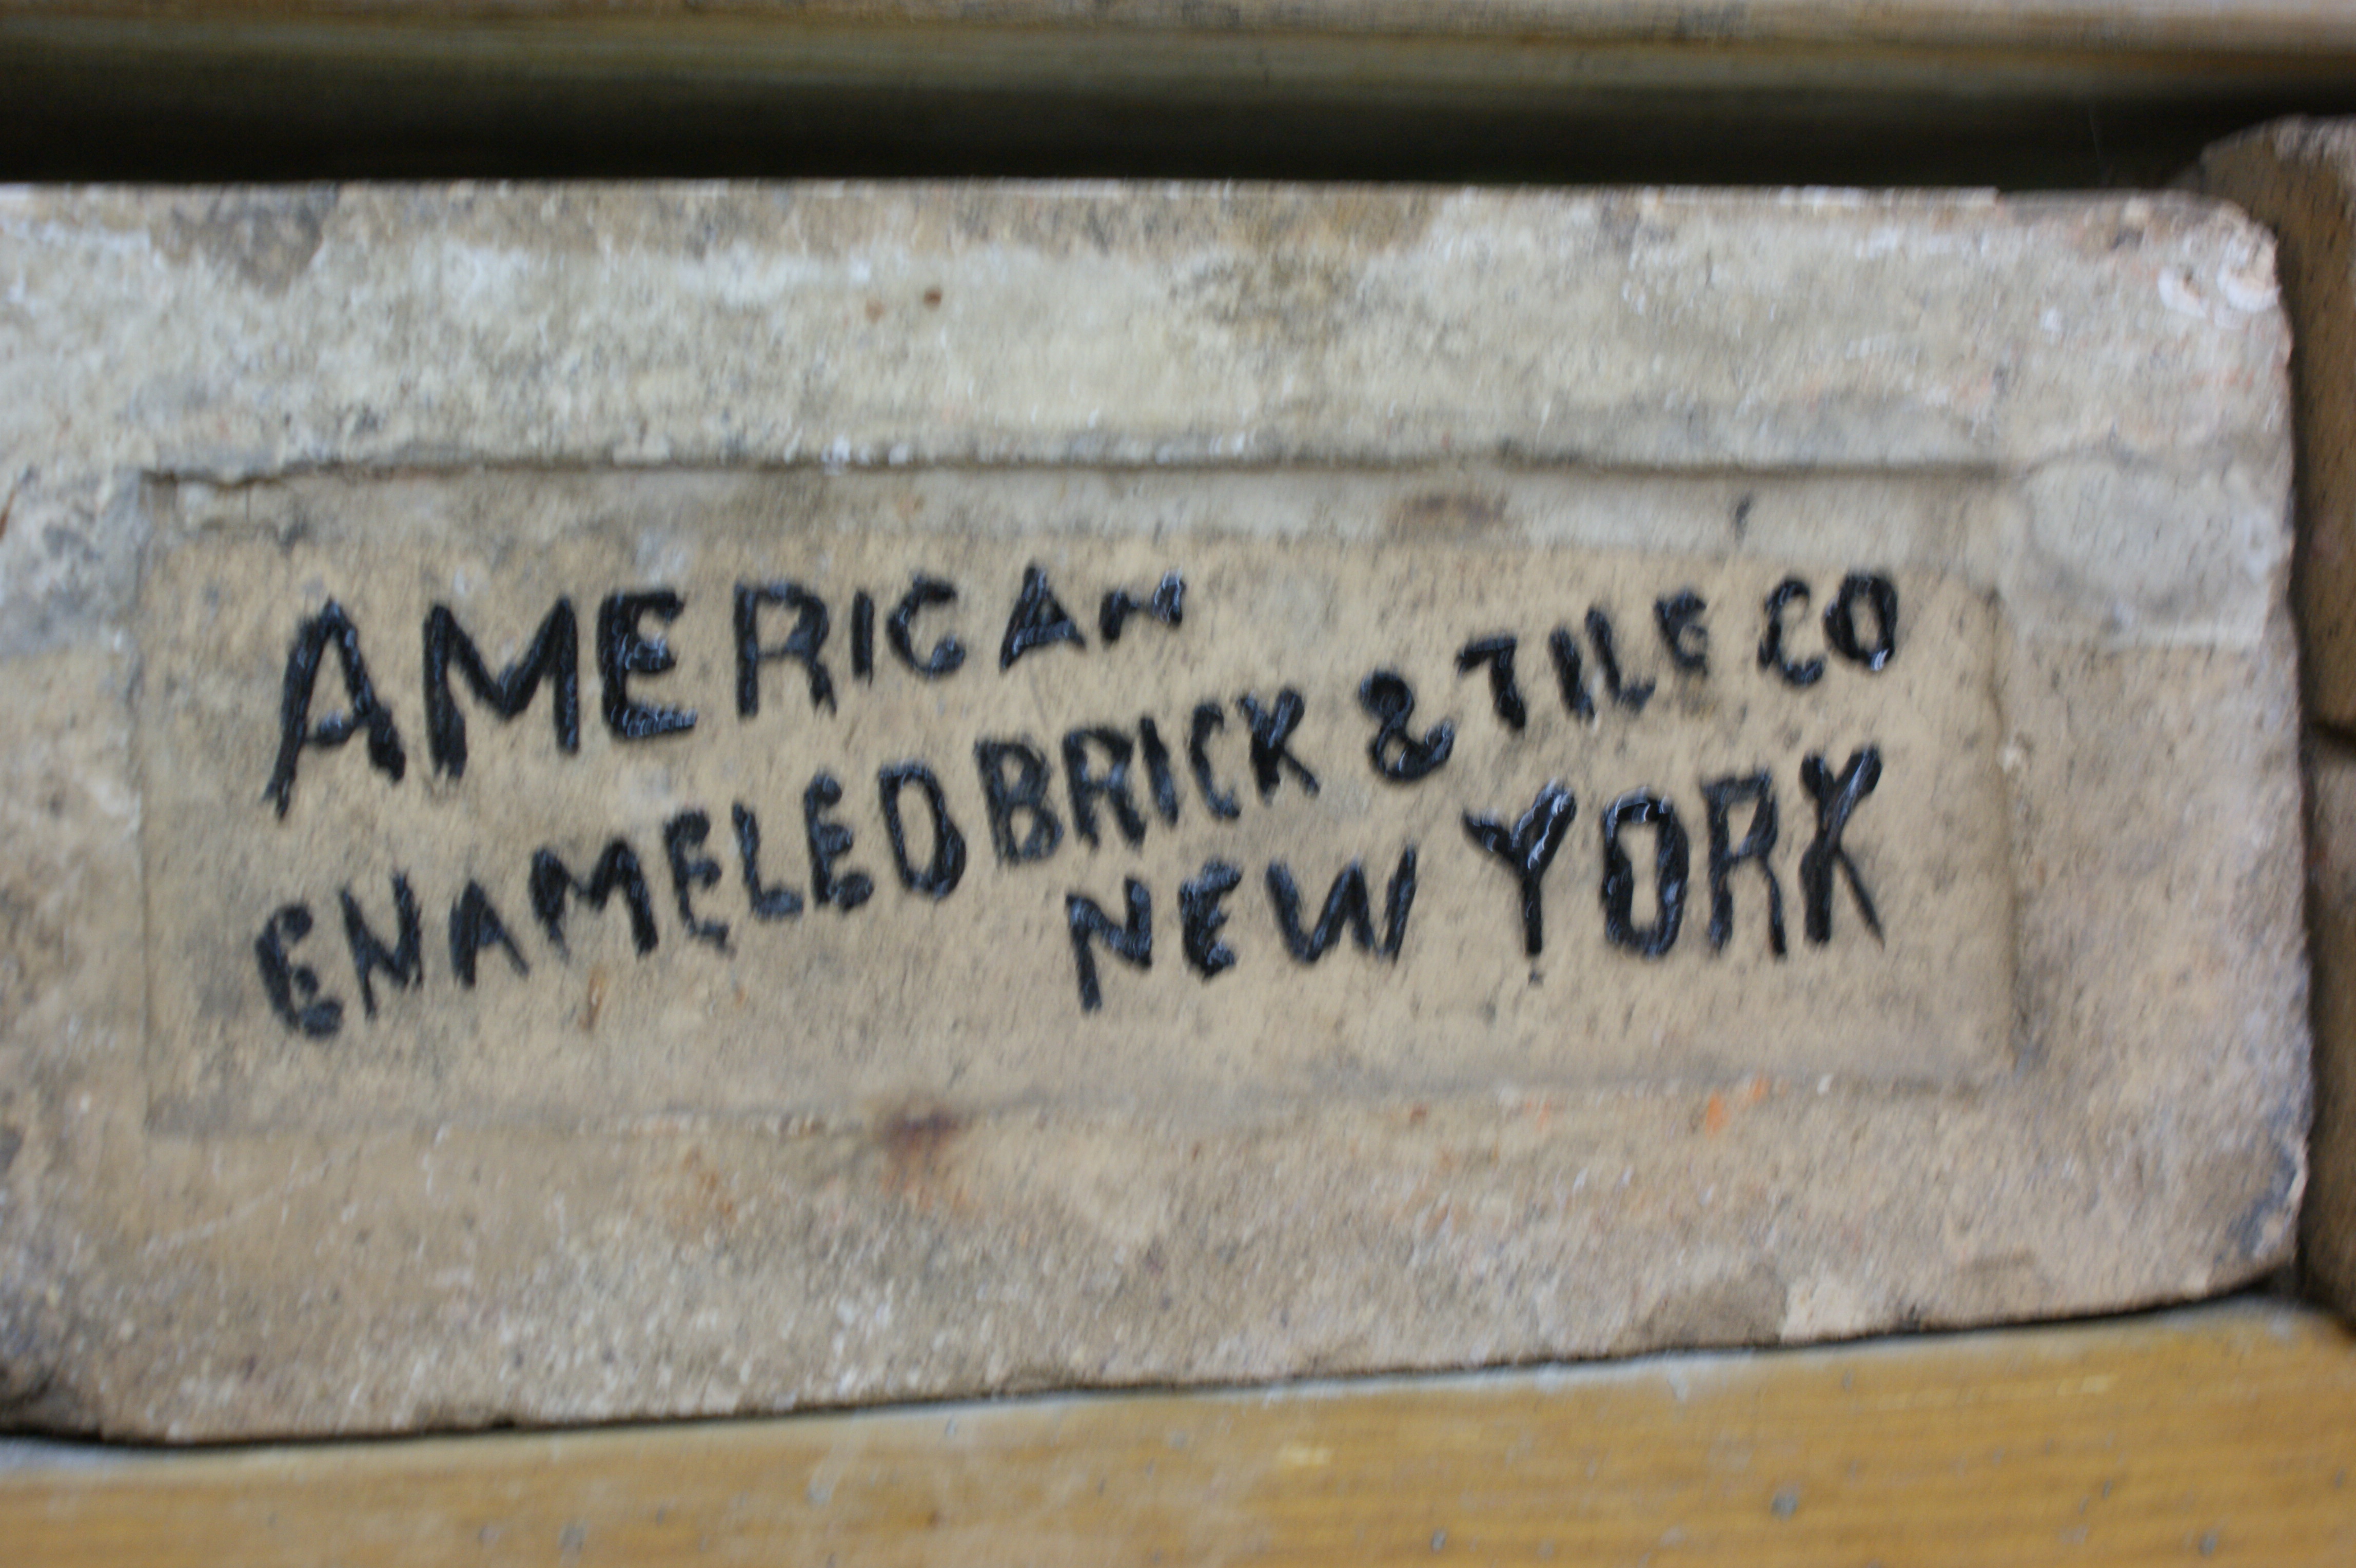 AMERICAN
ENAMELED BRICK & TILE CO
NEW YORK